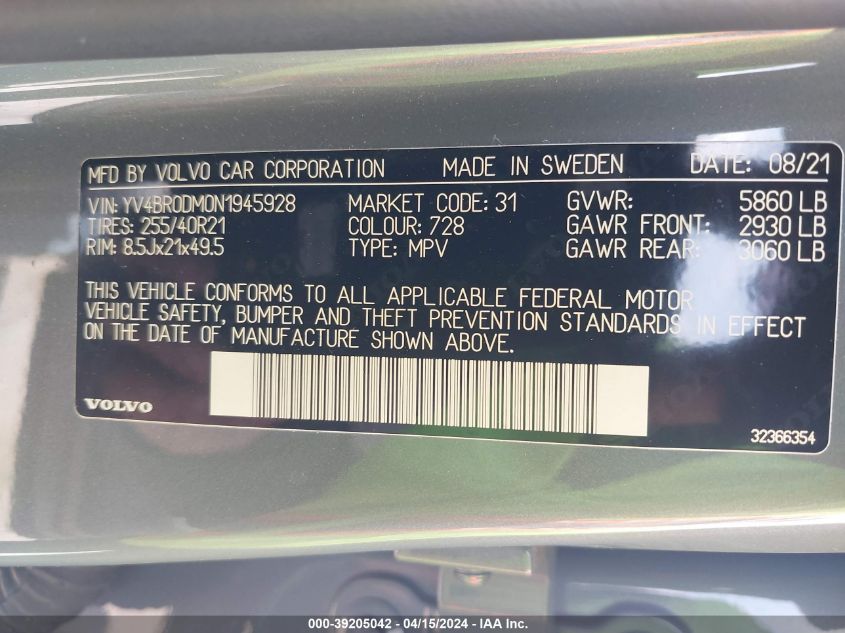 MFD BY VOLVO CAR CORPORATION MADE IN SWEDEN DATE: 08/21
VIN: YV4BR0DM0N1945928 MARKET CODE: 31 GVWR: 5860 LB
TIRES: 255/40R21 COLOUR: 728 GAWR FRONT: 2930 LB
RIM: 8.5Jx21x49.5 TYPE: MPV GAWR REAR: 3060 LB
THIS VEHICLE CONFORMS TO ALL APPLICABLE FEDERAL MOTOR
VEHICLE SAFETY, BUMPER AND THEFT PREVENTION STANDARDS IN EFFECT
ON THE DATE OF MANUFACTURE SHOWN ABOVE.
VOLVO
32366354
000-39205042 - 04/15/2024 - IAA Inc.